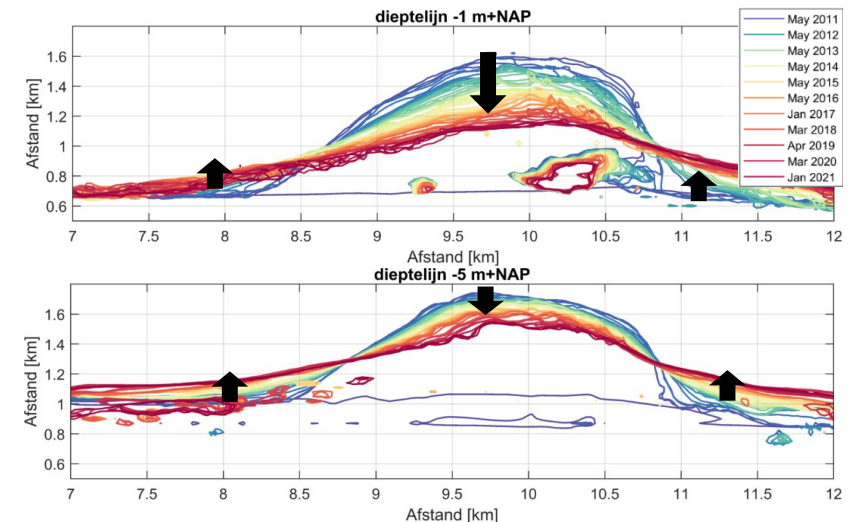 dieptelijn -1 m+NAP
May 2011
May 2012
May 2013
May 2014
May 2015
May 2016
Jan 2017
Mar 2018
Apr 2019
Mar 2020
Jan 2021
Afstand [km]
1.6
1.4
1.2
1
0.8
0.6
7
7.5
8
8.5
9
9.5
10
10.5
11
11.5
12
Afstand [km]
dieptelijn -5 m+NAP
Afstand [km]
1.6
1.4
1.2
1
0.8
0.6
7
7.5
8
8.5
9
9.5
10
10.5
11
11.5
12
Afstand [km]